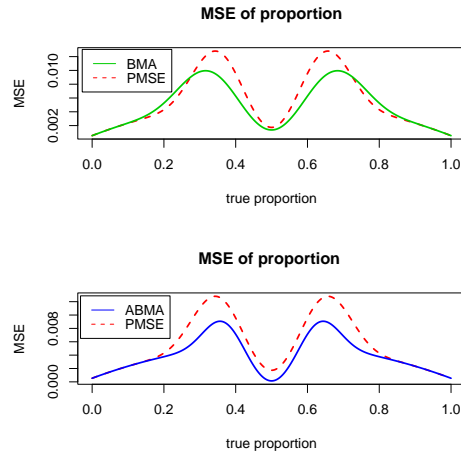 MSE of proportion
MSE
0.002
0.010
BMA
PMSE
0.0 0.2 0.4 0.6 0.8 1.0
true proportion
MSE of proportion
MSE
0.000
0.008
ABMA
PMSE
0.0 0.2 0.4 0.6 0.8 1.0
true proportion